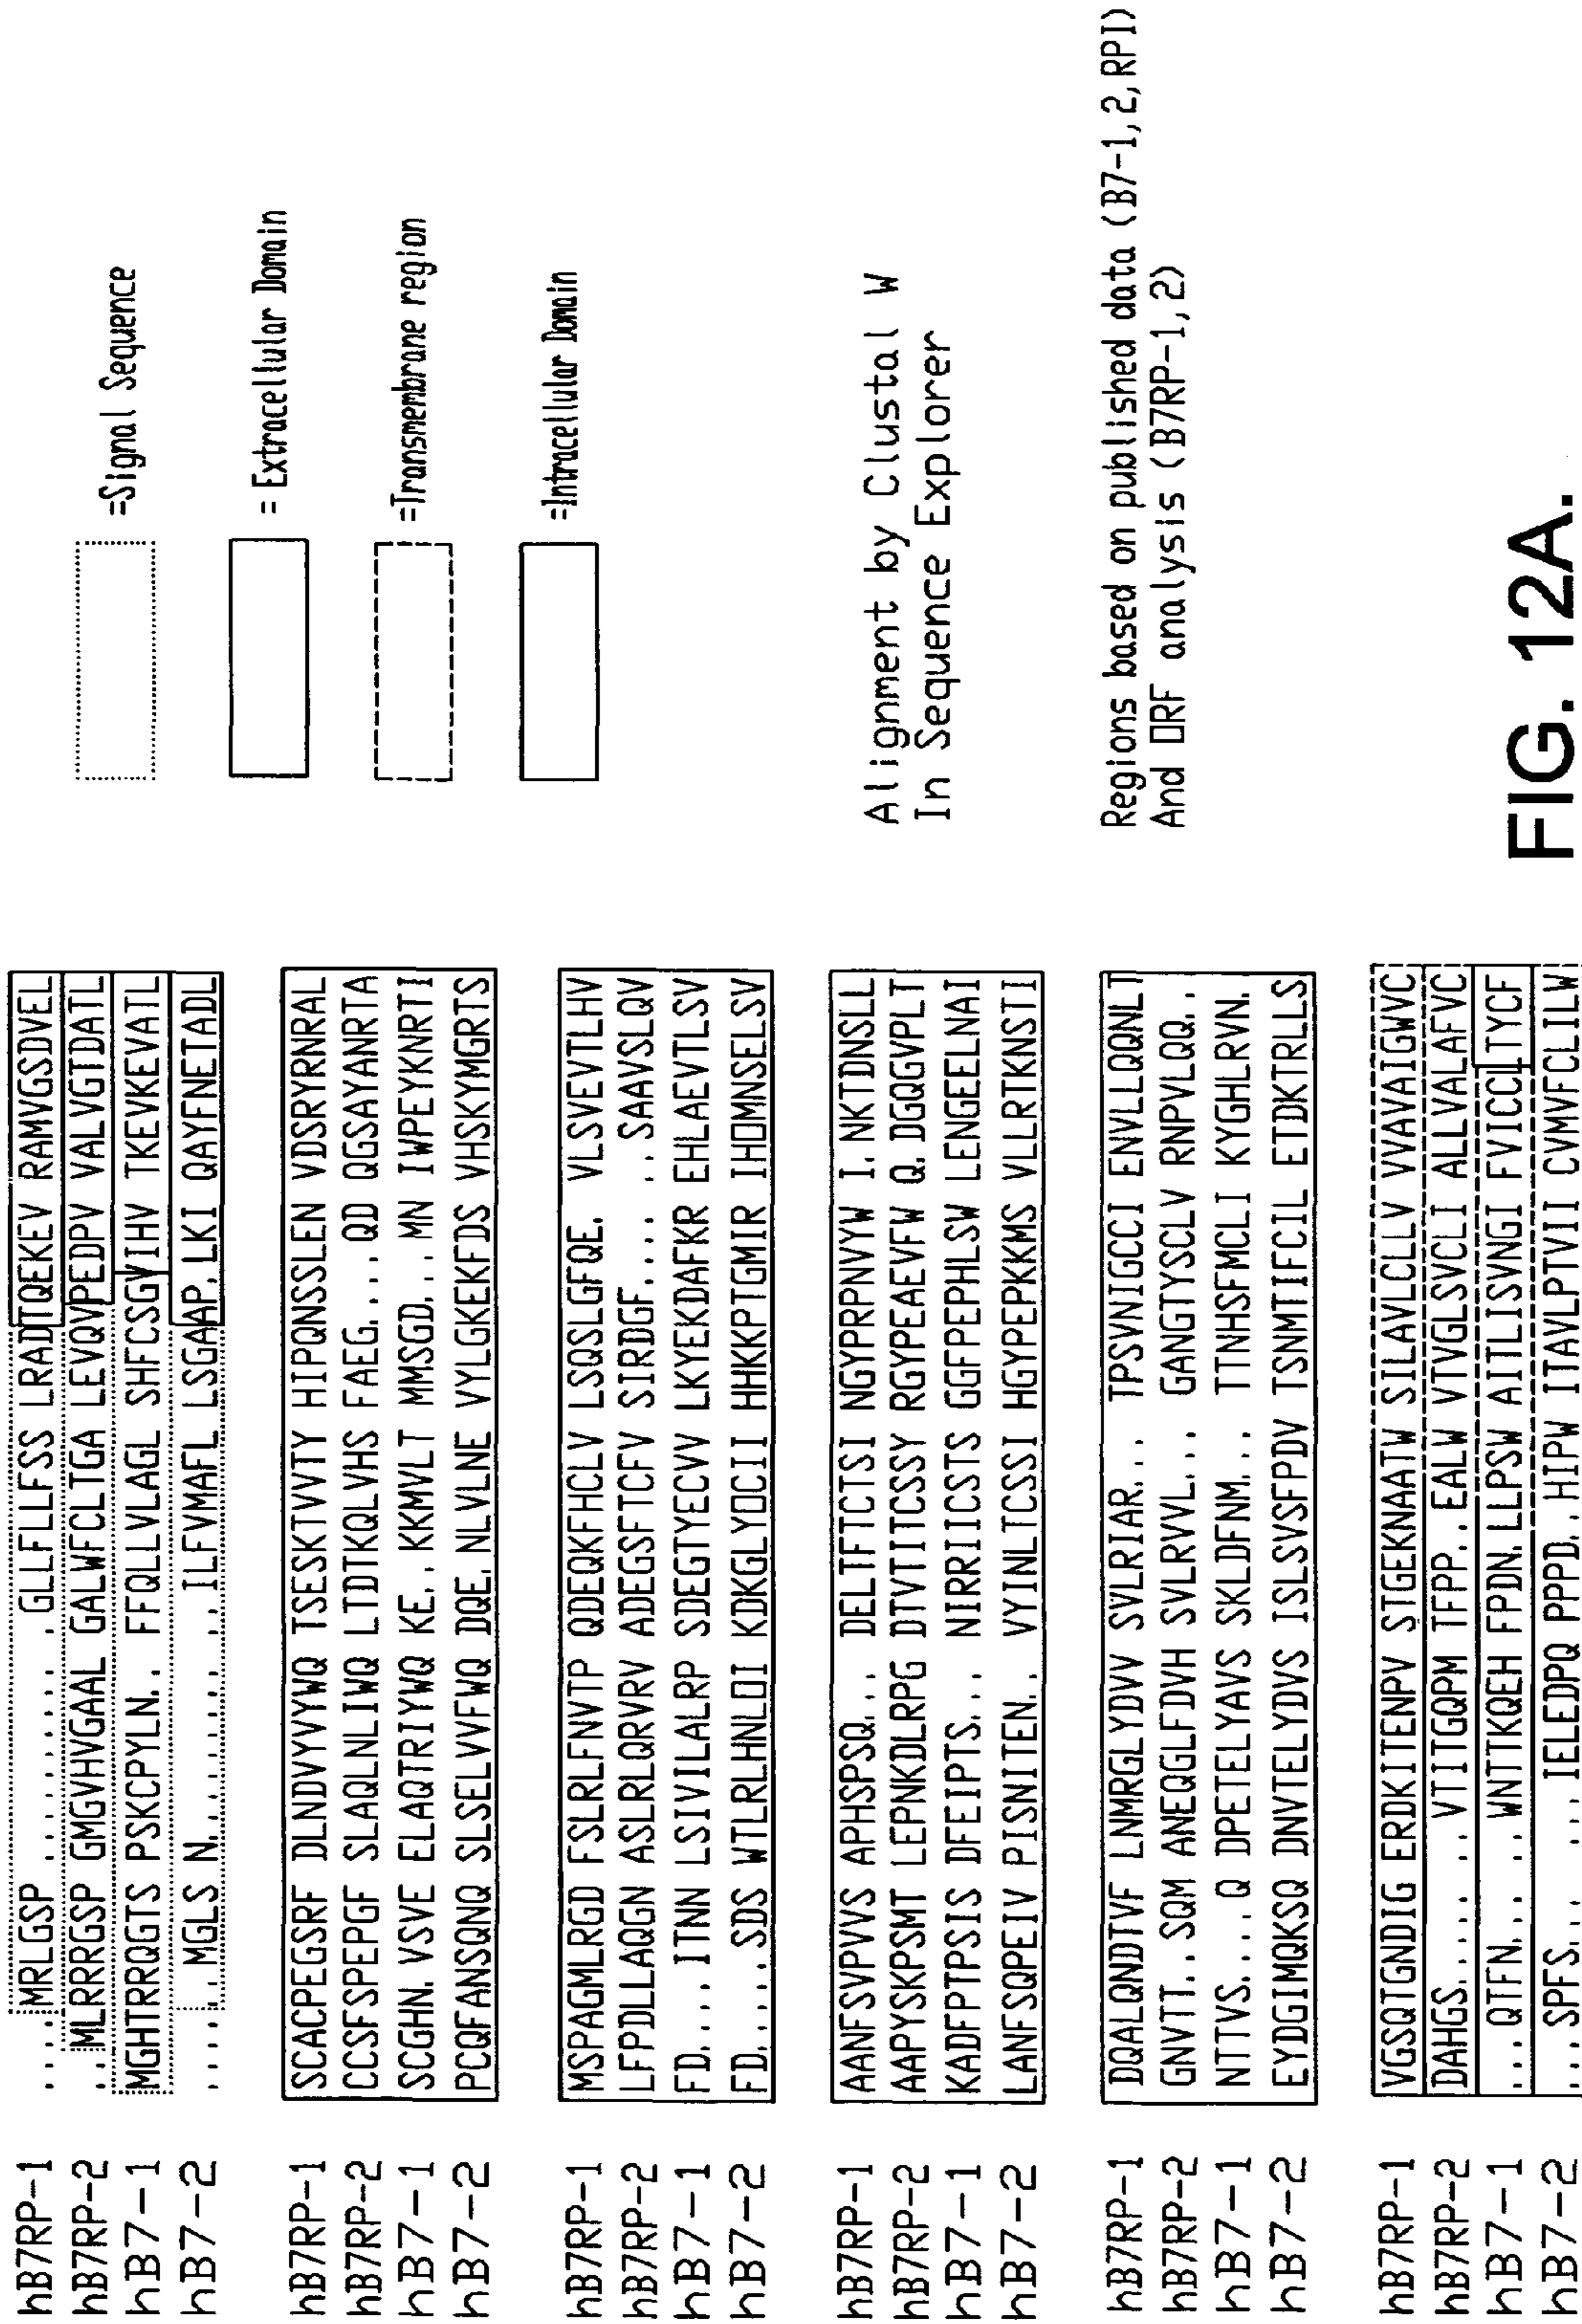 hB7RP-1 ....MRLGSP .......... .GLLFLLFSS LRADTQEKEV RAMVGSDVEL
hB7RP-2 ..MLRRRGSP GMGVHVGAAL GALWFCLTGA LEVQVPEDPV VALVGTDATL
hB7-1 MGHTRRQGTS PSKCPYLN.. FFQLLVLAGL SHFCSGVIHV TKEVKEVATL
hB7-2 .....MGLS N......... ..ILFVMAFL LSGAAP.LKI QAYFNETADL
hB7RP-1 SCACPEGSRF DLNDVYVYWQ TSESKTVVTY HIPQNSSLEN VDSRYRNRAL
hB7RP-2 CCSFSPEPGF SLAQLNLIWQ LTDTKQLVHS FAEG...QD QGSAYANRTA
hB7-1 SCGHN.VSVE ELAQTRIYWQ KE..KKMVLT MMSGD...MN IWPEYKNRTI
hB7-2 PCQFANSQNQ SLSELVVFWQ DQE.NLVLNE VYLGKEKFDS VHSKYMGRTS
hB7RP-1 MSPAGMLRGD FSLRLFNVTP QDEQKFHCLV LSQSLGFQE. VLSVEVTLHV
hB7RP-2 LFPDLLAQGN ASLRLQRVRV ADEGSFTCFV SIRDGF.... ..SAAVSLQV
hB7-1 FD....ITNN LSIVILALRP SDEGTYECVV LKYEKDAFKR EHLAEVTLSV
hB7-2 FD.....SDS WTLRLHNLQI KDKGLYQCII HHKKPTGMIR IHQMNSELSV
hB7RP-1 AANFSVPVVS APHSPSQ... DELTFTCTSI NGYPRPNVYW I.NKTDNSLL
hB7RP-2 AAPYSKPSMT LEPNKDLRPG DTVTITCSSY RGYPEAEVFW Q.DGQGVPLT
hB7-1 KADFPTPSIS DFEIPTS... NIRRIICSTS GGFPEPHLSW LENGEELNAI
hB7-2 LANFSQPEIV PISNITEN.. VYINLTCSSI HGYPEPKKMS VLLRTKNSTI
hB7RP-1 DQALQNDTVF LNMRGLYDVV SVLRIAR... TPSVNIGCCI ENVLLQQNLT
hB7RP-2 GNVTT..SQM ANEQGLFDVH SVLRVVL... GANGTYSCLV RNPVLQQ..
hB7-1 NTTVS....Q DPETELYAVS SKLDFNM... TTNHSFMCLI KYGHLRVN.
hB7-2 EYDGIMQKSQ DNVTELYDVS ISLSVSFPDV TSNMTIFCIL ETDKTRLLS
hB7RP-1 VGSQTGNDIG ERDKITENPV STGEKNAATW SILAVLCLLV VVAVAIGWVC
hB7RP-2 DAHGS..... ..VTITGQPM TFPP.EALW VTVGLSVCLI ALLVALAFVC
hB7-1 ...QTFN... ..WNTTKQEH FPDN.LLPSW AITLISVNGI FVICCLTYCF
hB7-2 ...SPFS... ...IELEDPQ PPPD..HIPW ITAVLPTVII CVMVFCLILW
=Signal Sequence
= Extracellular Domain
=Transmembrane region
=Intracellular Domain
Alignment by Clustal W
In Sequence Explorer
Regions based on published data (B7-1,2,RPI)
And ORF analysis (B7RP-1,2)
FIG. 12A.